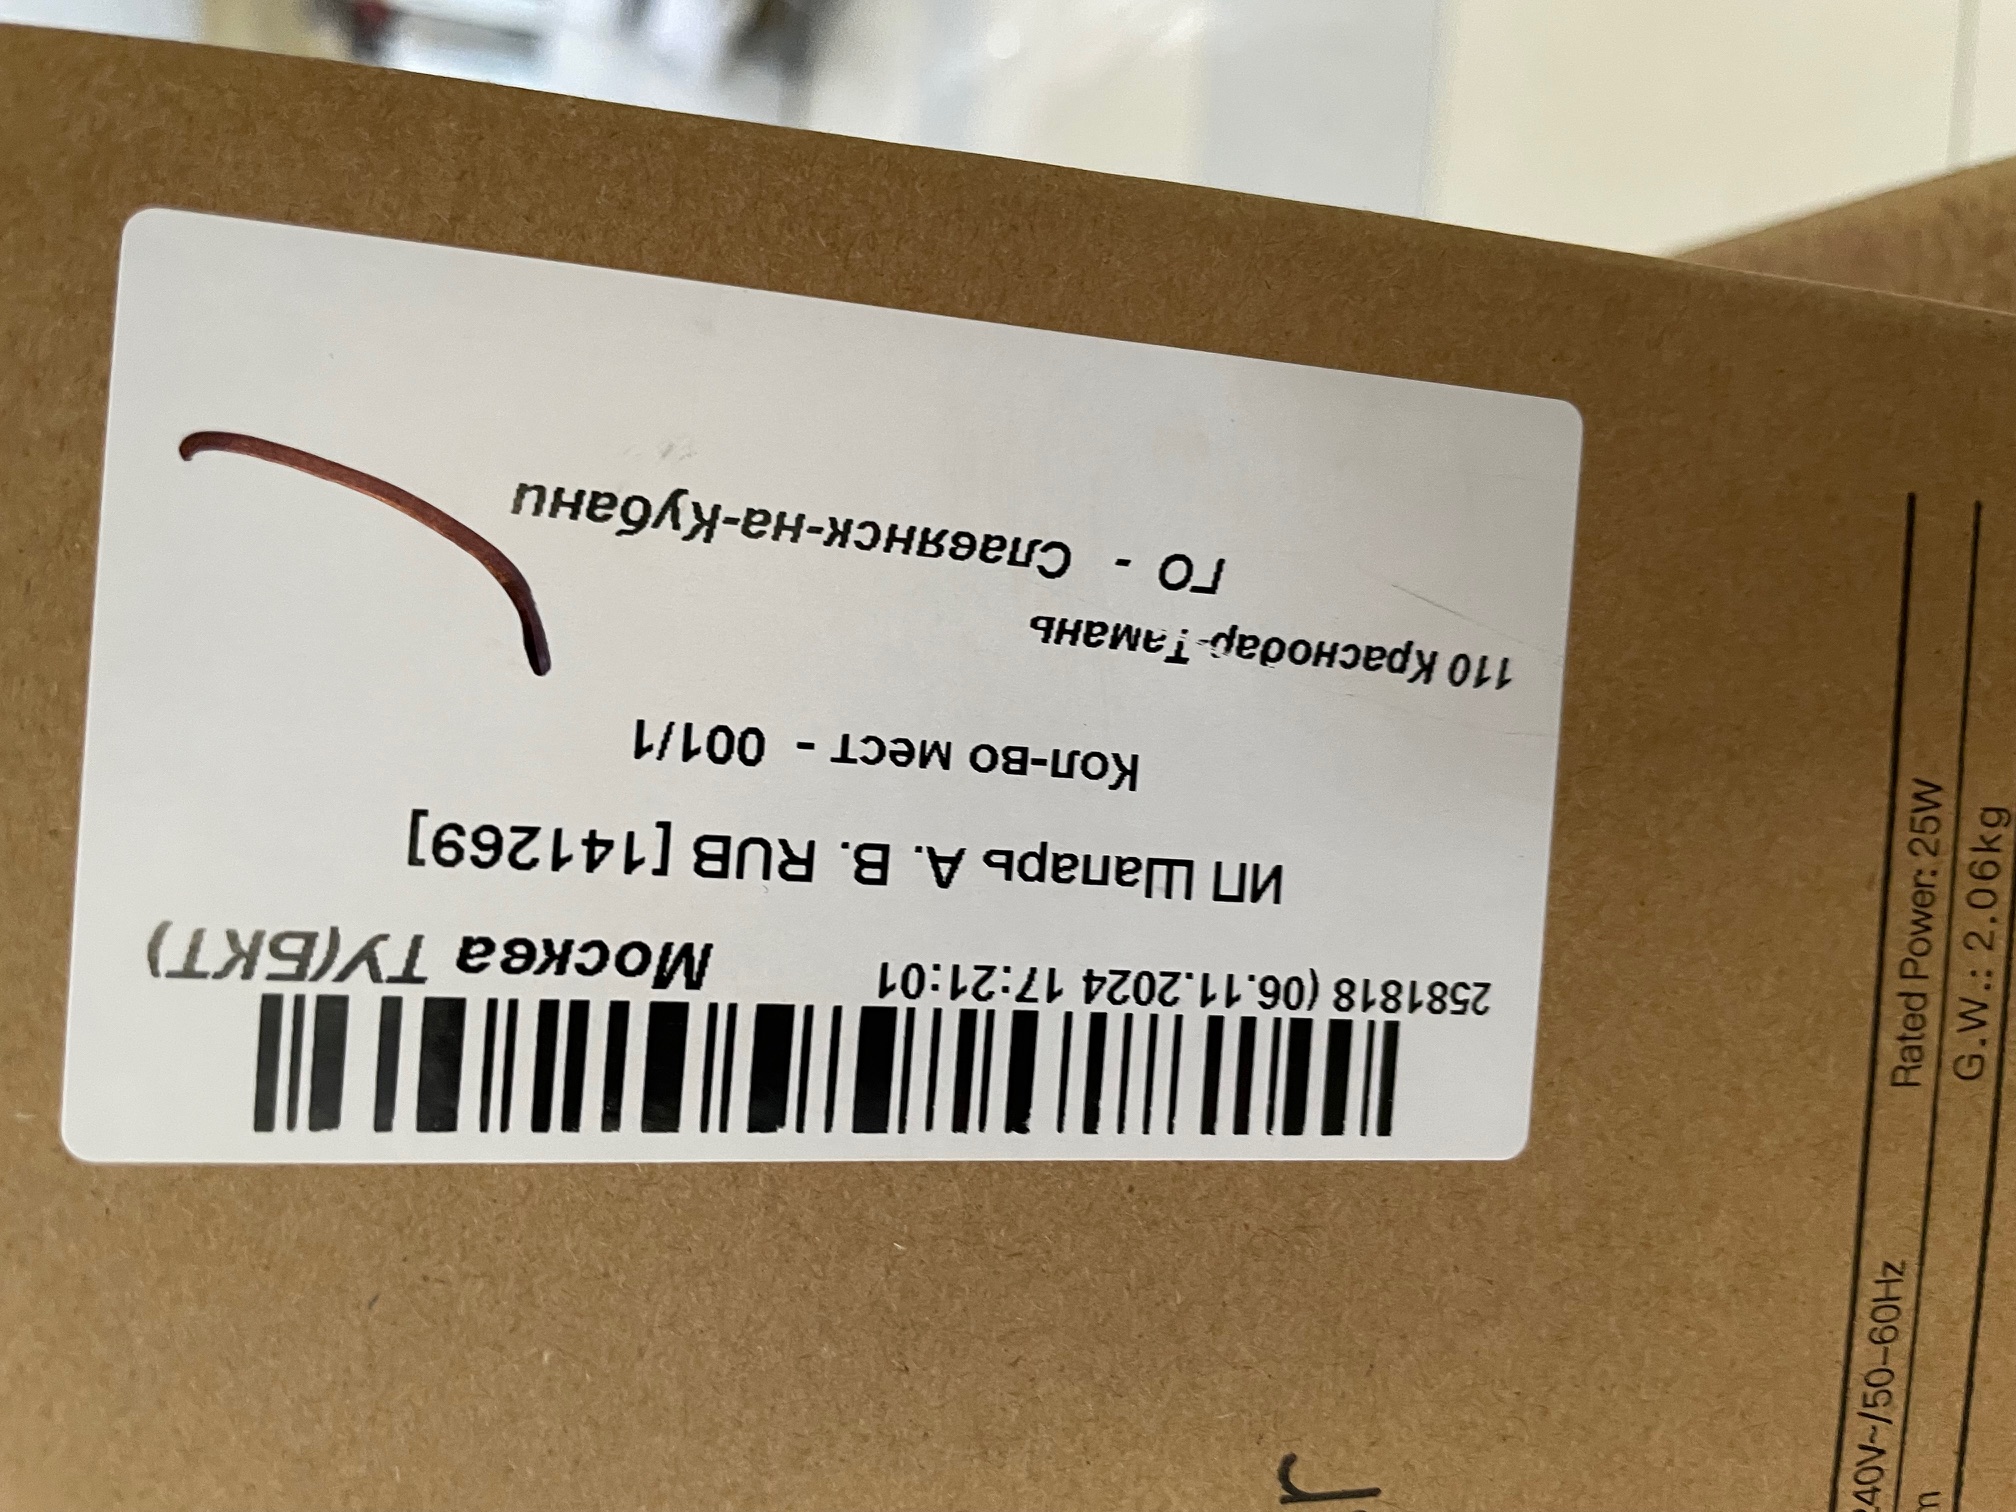 2581818 (06.11.2024 17:21:01
Москва ТУ(БКТ)
ИП Шапарь А. В. RUB [141269]
Кол-во мест - 001/1
110 Краснодар-Тамань
ГО - Славянск-на-Кубани
Rated Power: 25W
G.W.: 2.06kg
40V~/50-60Hz